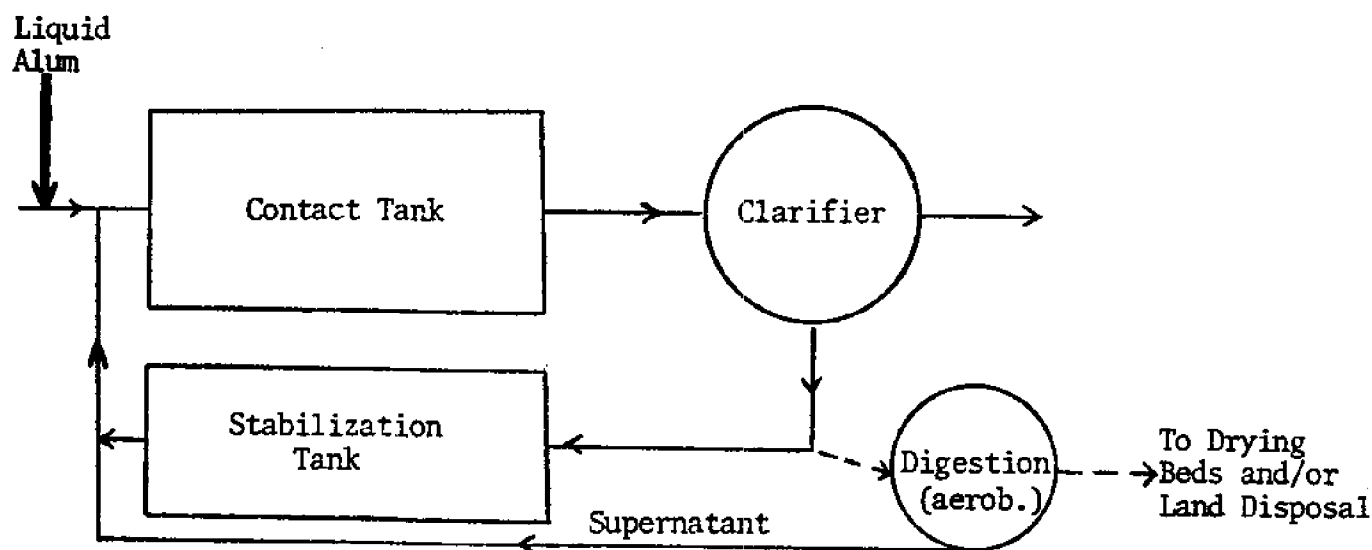 Liquid
Alum
Contact Tank
Clarifier
Stabilization
Tank
Digestion
(aerob.)
To Drying
Beds and/or
Land Disposal
Supernatant